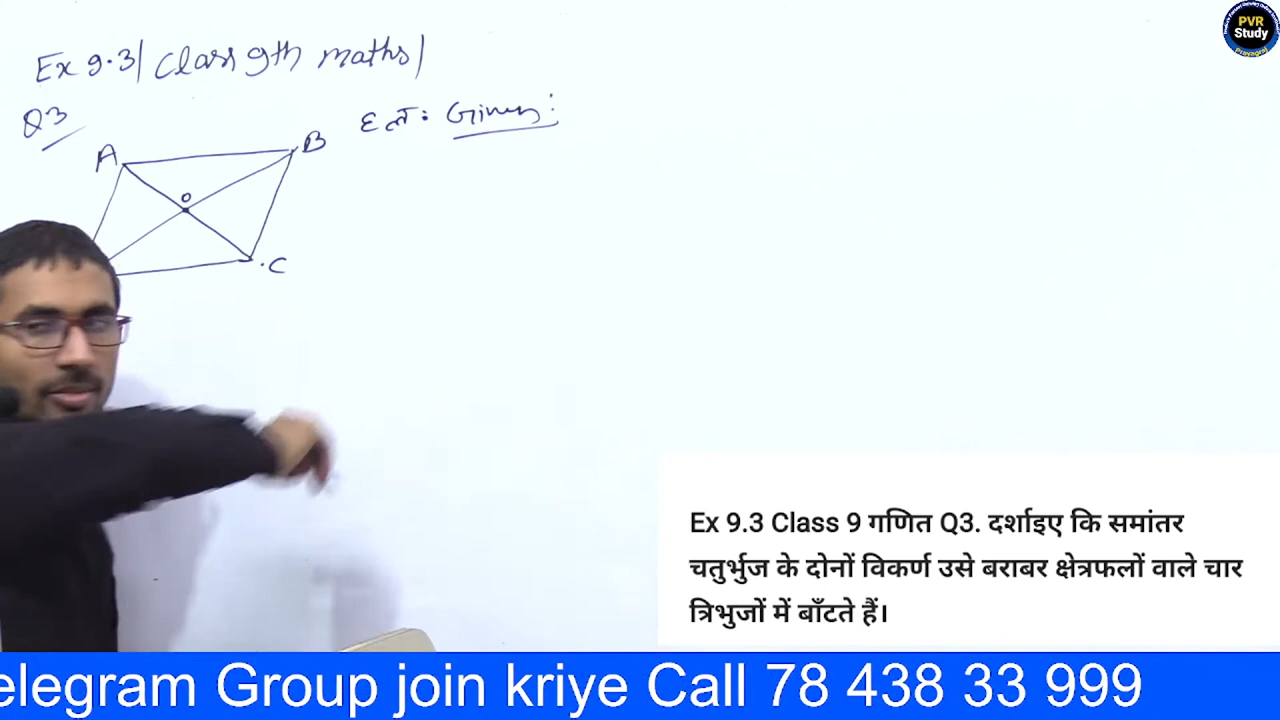 Ex 9.3| Class 9th maths|
Q3
हल: Given:
A
B
O
C
PVR
Study
Ex 9.3 Class 9 गणित Q3. दर्शाइए कि समांतर
चतुर्भुज के दोनों विकर्ण उसे बराबर क्षेत्रफलों वाले चार
त्रिभुजों में बाँटते हैं।
elegram Group join kriye Call 78 438 33 999